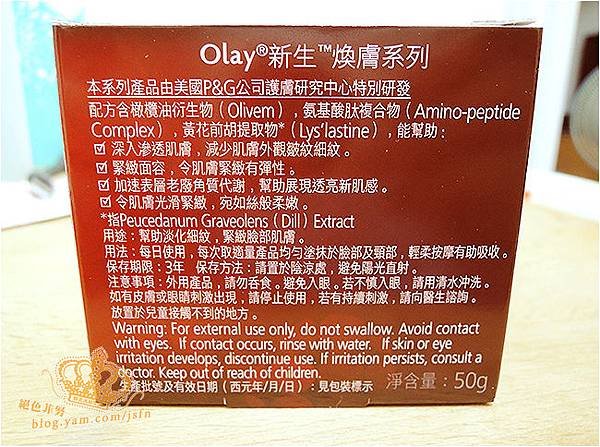 Olay®新生™煥膚系列
本系列產品由美國P&G公司護膚研究中心特別研發
配方含橄欖油衍生物（Olivem），氨基酸肽複合物（Amino-peptide
Complex），黃花前胡提取物*（Lys'lastine），能幫助：
☑ 深入滲透肌膚，減少肌膚外觀皺紋細紋。
☑ 緊緻面容，令肌膚緊緻有彈性。
☑ 加速表層老廢角質代謝，幫助展現透亮新肌感。
☑ 令肌膚光滑緊緻，宛如絲般柔嫩。
*指Peucedanum Graveolens（Dill）Extract
用途：幫助淡化細紋，緊緻臉部肌膚。
用法：每日使用，每次取適量產品均勻塗抹於臉部及頸部，輕柔按摩有助吸收。
保存期限：3年 保存方法：請置於陰涼處，避免陽光直射。
注意事項：外用產品，請勿吞食。避免入眼。若不慎入眼，請用清水沖洗。
如有皮膚或眼睛刺激出現，請停止使用，若有持續刺激，請向醫生諮詢。
放置於兒童接觸不到的地方。
Warning: For external use only, do not swallow. Avoid contact
with eyes. If contact occurs, rinse with water. If skin or eye
irritation develops, discontinue use. If irritation persists, consult a
doctor. Keep out of reach of children.
生產批號及有效日期（西元年/月/日）：見包裝標示 淨含量：50g
絕色非男
blog.yam.com/jsfn